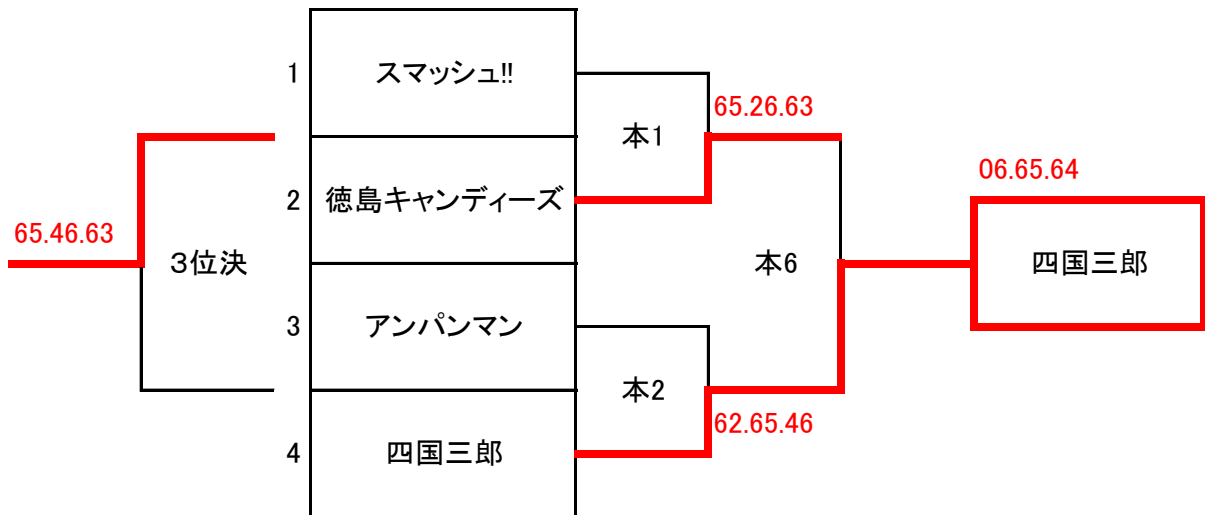 1
スマッシュ!!
65.26.63
本1
06.65.64
2
徳島キャンディーズ
65.46.63
3位決
本6
四国三郎
3
アンパンマン
本2
62.65.46
4
四国三郎